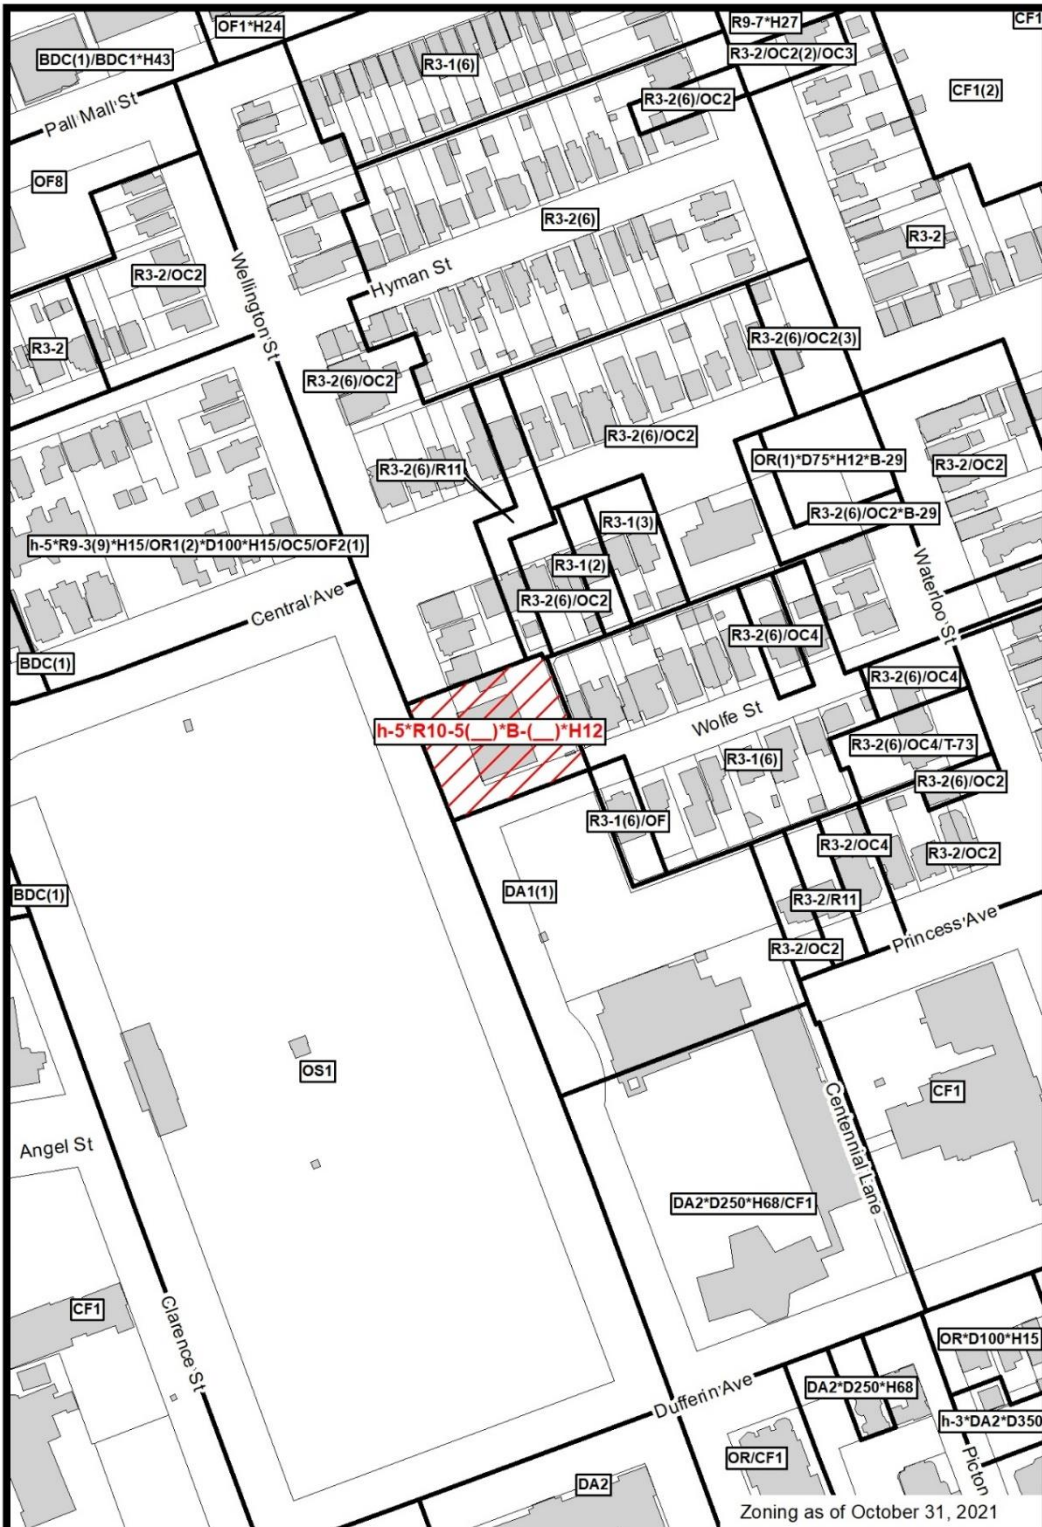 OF1*H24
R9-7*H27
CF1
BDC(1)/BDC1*H43
R3-1(6)
R3-2/OC2(2)/OC3
Pall Mall St
R3-2(6)/OC2
CF1(2)
OF8
R3-2(6)
R3-2
R3-2/OC2
Wellington St
Hyman St
R3-2
R3-2(6)/OC2(3)
R3-2(6)/OC2
R3-2(6)/OC2
R3-2(6)/R11
OR(1)*D75*H12*B-29
R3-2/OC2
R3-2(6)/OC2*B-29
R3-1(3)
h-5*R9-3(9)*H15/OR1(2)*D100*H15/OC5/OF2(1)
R3-1(2)
Waterloo St
Central Ave
R3-2(6)/OC2
R3-2(6)/OC4
BDC(1)
R3-2(6)/OC4
Wolfe St
h-5*R10-5(__)*B-(__)*H12
R3-2(6)/OC4/T-73
R3-1(6)
R3-2(6)/OC2
R3-1(6)/OF
R3-2/OC4
R3-2/OC2
BDC(1)
DA1(1)
R3-2/R11
Princess Ave
R3-2/OC2
OS1
CF1
Centennial Lane
Angel St
DA2*D250*H68/CF1
CF1
Clarence St
OR*D100*H15
DA2*D250*H68
Dufferin Ave
h-3*DA2*D350
OR/CF1
Picton
DA2
Zoning as of October 31, 2021